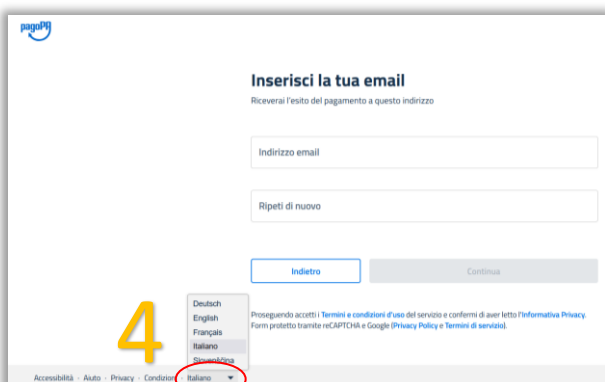 pagoPA
Inserisci la tua email
Riceverai l'esito del pagamento a questo indirizzo
Indirizzo email
Ripeti di nuovo
Indietro
Continua
Proseguendo accetti i Termini e condizioni d'uso del servizio e confermi di aver letto l'Informativa Privacy.
Form protetto tramite reCAPTCHA e Google (Privacy Policy e Termini di servizio).
4
Deutsch
English
Français
Italiano
Slovenščina
Accessibilità · Aiuto · Privacy · Condizioni · Italiano